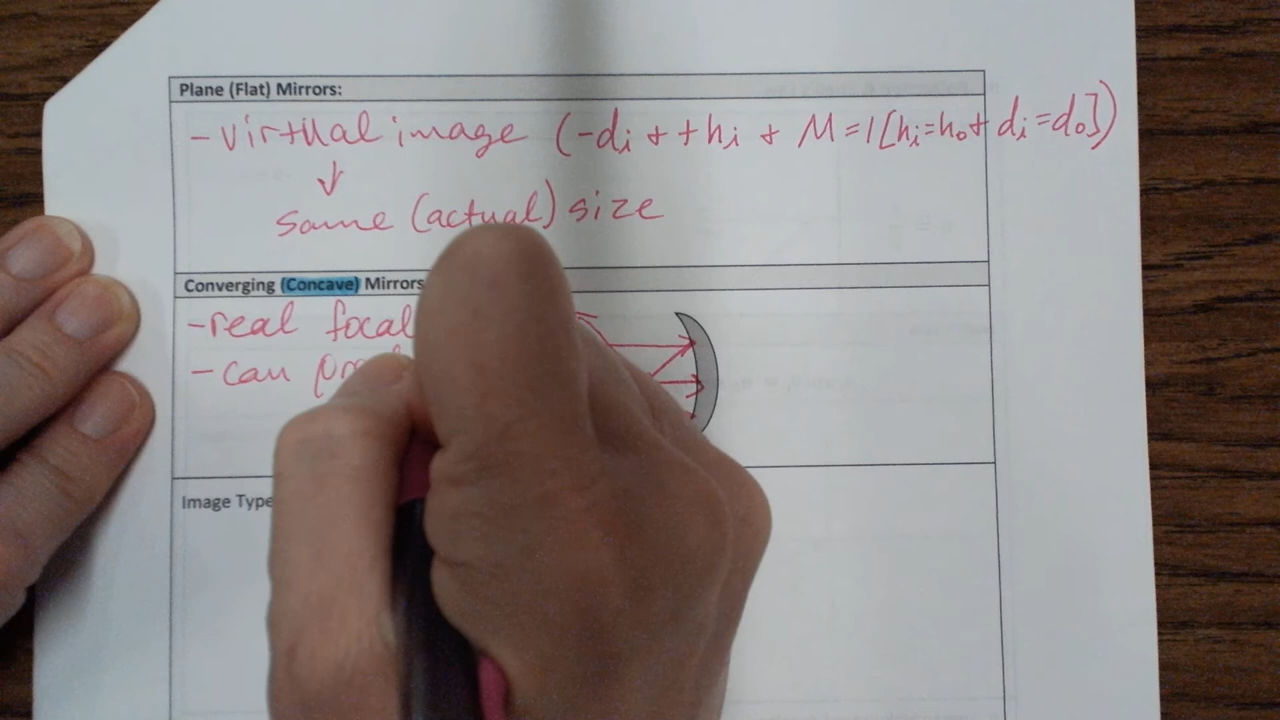 Plane (Flat) Mirrors:
- virtual image (-di + +hi + M = 1 [hi = ho + di = do])
↓
same (actual) size
Converging (Concave) Mirrors
- real focal
- can
Image Type